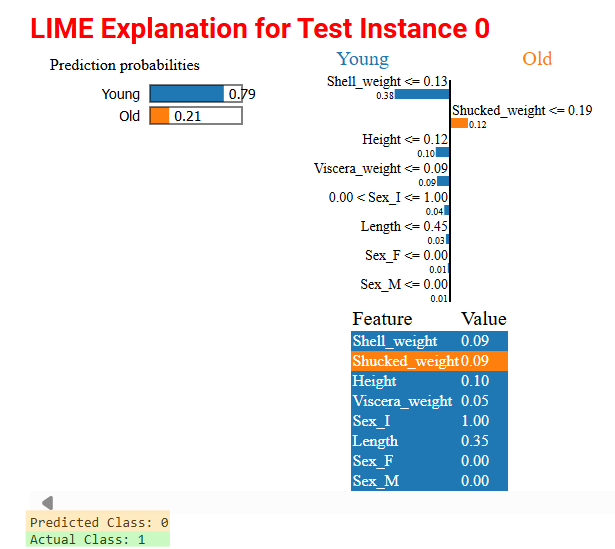 LIME Explanation for Test Instance 0
Prediction probabilities
Young 0.79
Old 0.21
Young Old
Shell_weight <= 0.13
0.38
Shucked_weight <= 0.19
0.12
Height <= 0.12
0.10
Viscera_weight <= 0.09
0.09
0.00 < Sex_I <= 1.00
0.04
Length <= 0.45
0.03
Sex_F <= 0.00
0.01
Sex_M <= 0.00
0.01
Feature Value
Shell_weight 0.09
Shucked_weight 0.09
Height 0.10
Viscera_weight 0.05
Sex_I 1.00
Length 0.35
Sex_F 0.00
Sex_M 0.00
Predicted Class: 0
Actual Class: 1